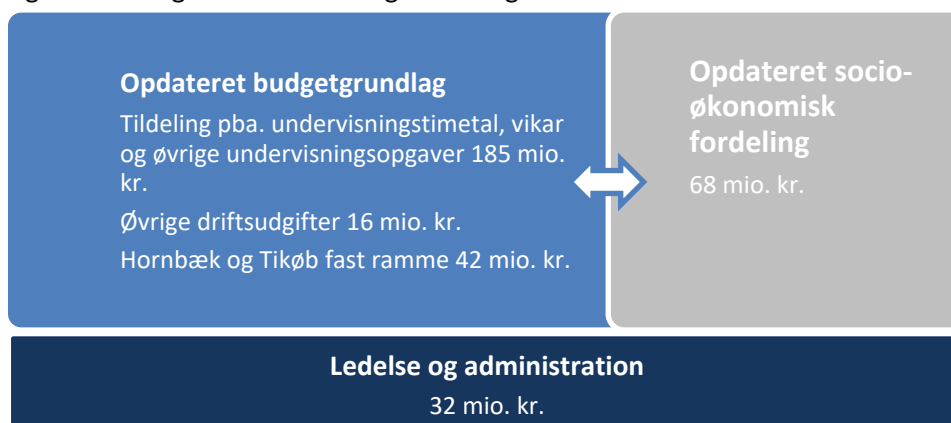 Opdateret budgetgrundlag
Tildeling pba. undervisningstimetal, vikar
og øvrige undervisningsopgaver 185 mio.
kr.
Øvrige driftsudgifter 16 mio. kr.
Hornbæk og Tikøb fast ramme 42 mio. kr.
Opdateret socio-
økonomisk
fordeling
68 mio. kr.
Ledelse og administration
32 mio. kr.